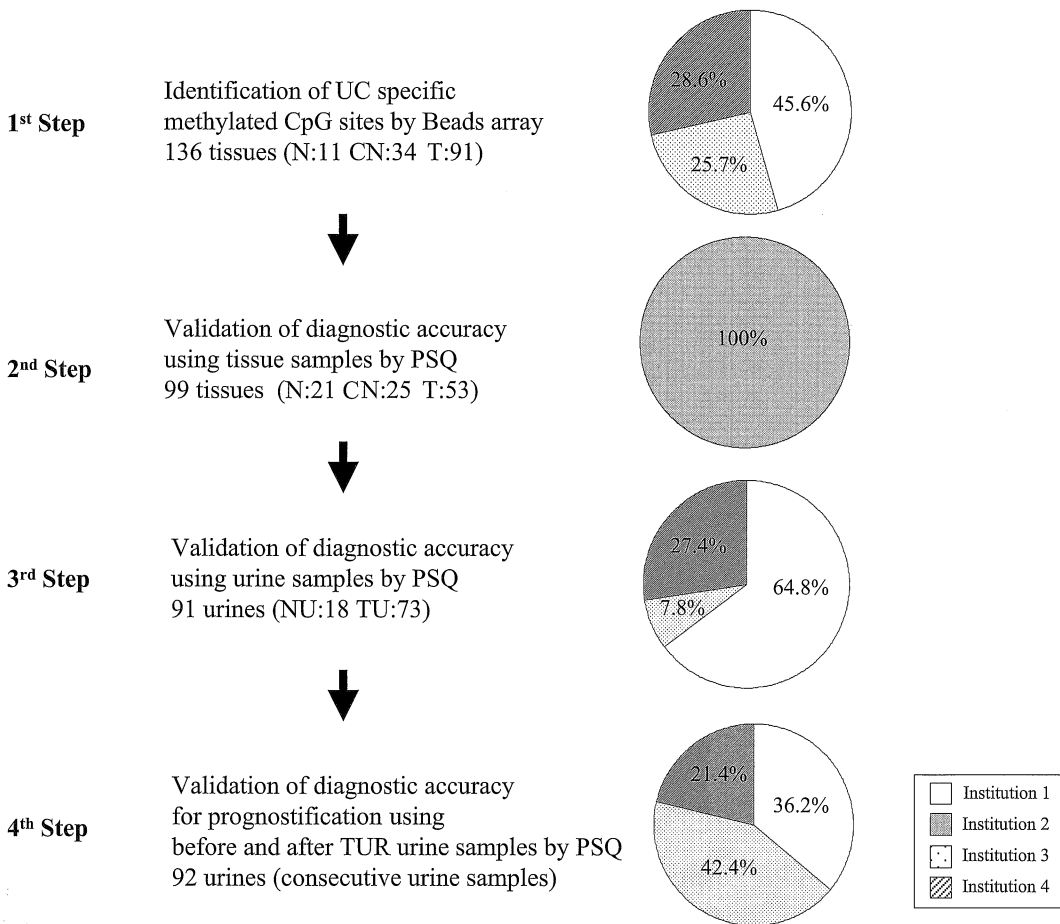 1st Step
Identification of UC specific
methylated CpG sites by Beads array
136 tissues (N:11 CN:34 T:91)
28.6%
45.6%
25.7%
2nd Step
Validation of diagnostic accuracy
using tissue samples by PSQ
99 tissues (N:21 CN:25 T:53)
100%
3rd Step
Validation of diagnostic accuracy
using urine samples by PSQ
91 urines (NU:18 TU:73)
27.4%
64.8%
7.8%
4th Step
Validation of diagnostic accuracy
for prognostification using
before and after TUR urine samples by PSQ
92 urines (consecutive urine samples)
21.4%
36.2%
42.4%
Institution 1
Institution 2
Institution 3
Institution 4